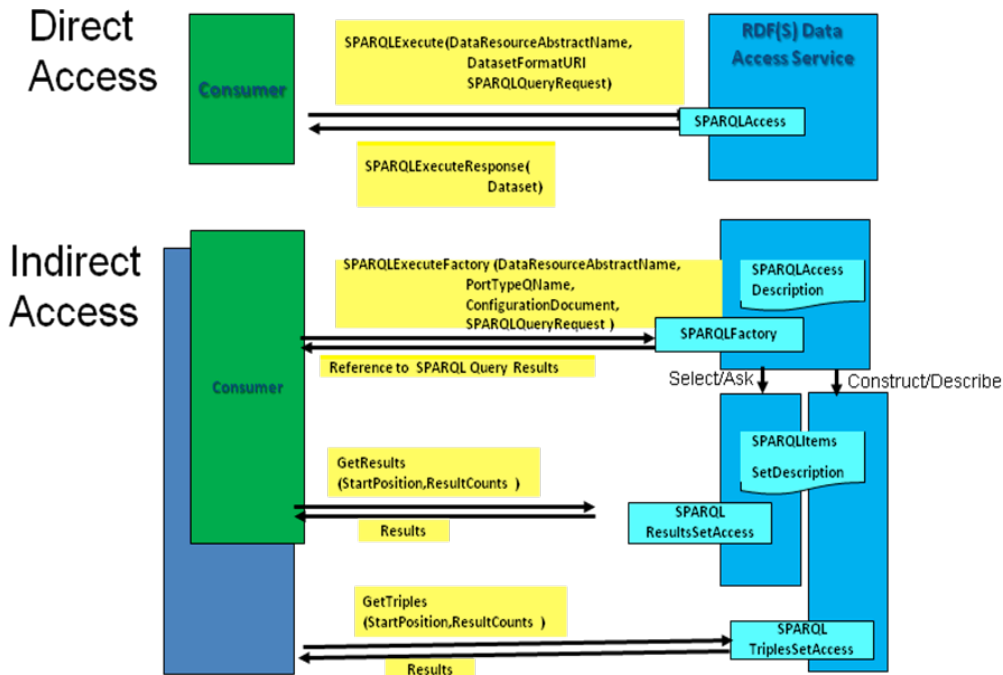 Direct
Access
Consumer
SPARQLExecute(DataResourceAbstractName,
DatasetFormatURI
SPARQLQueryRequest)
RDF(S) Data
Access Service
SPARQLAccess
SPARQLExecuteResponse(
Dataset)
Indirect
Access
Consumer
SPARQLExecuteFactory (DataResourceAbstractName,
PortTypeQName,
ConfigurationDocument,
SPARQLQueryRequest )
SPARQLAccess
Description
SPARQLFactory
Reference to SPARQL Query Results
Select/Ask
Construct/Describe
GetResults
(StartPosition,ResultCounts )
SPARQLItems
SetDescription
Results
SPARQL
ResultsSetAccess
GetTriples
(StartPosition,ResultCounts )
SPARQL
TriplesSetAccess
Results